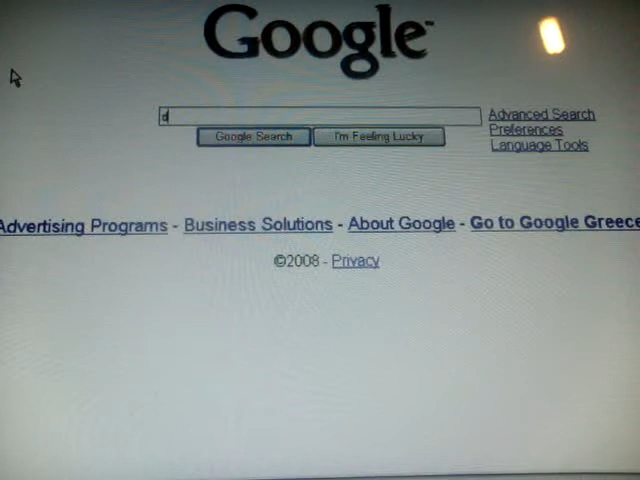 Google™
d
Advanced Search
Google Search I'm Feeling Lucky
Preferences
Language Tools
Advertising Programs - Business Solutions - About Google - Go to Google Greece
©2008 - Privacy